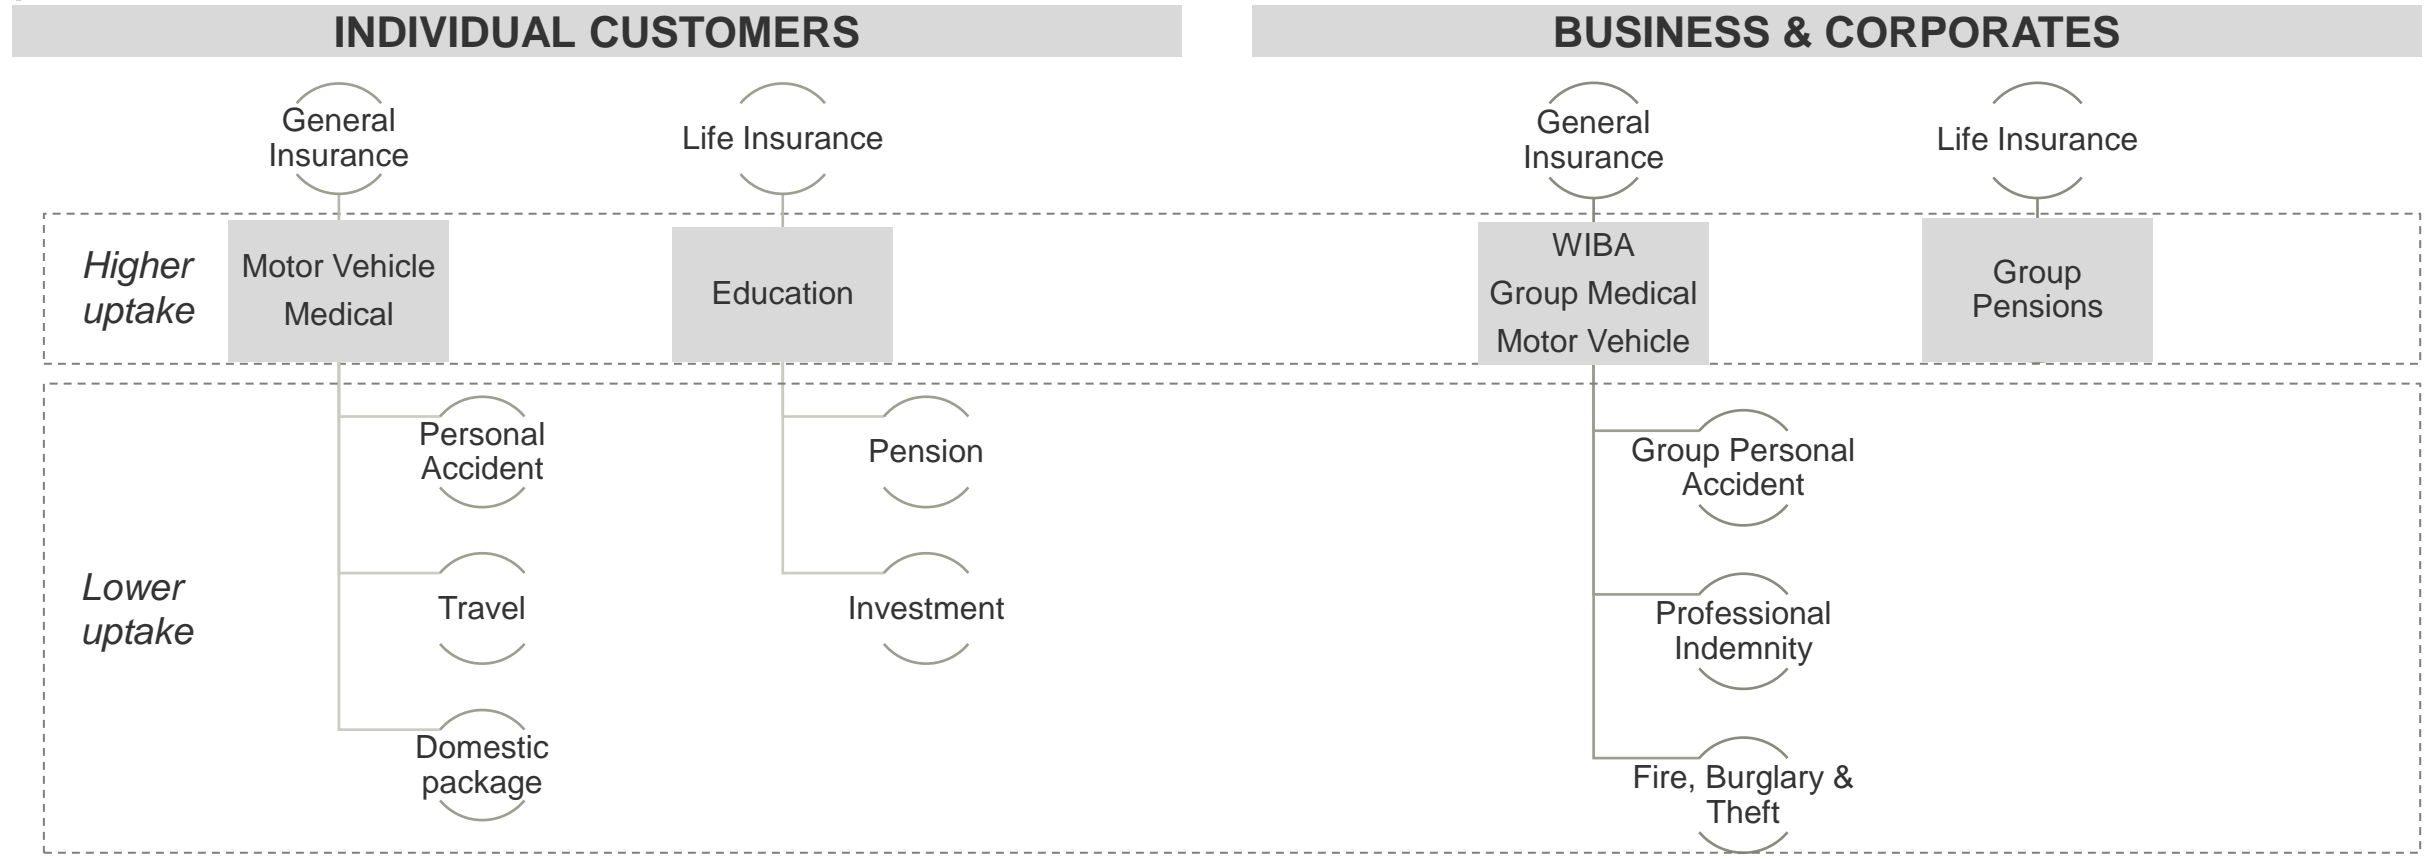 INDIVIDUAL CUSTOMERS
BUSINESS & CORPORATES
General
Insurance
Life Insurance
General
Insurance
Life Insurance
Higher
uptake
Motor Vehicle
Medical
Education
WIBA
Group Medical
Motor Vehicle
Group
Pensions
Lower
uptake
Personal
Accident
Travel
Domestic
package
Pension
Investment
Group Personal
Accident
Professional
Indemnity
Fire, Burglary &
Theft